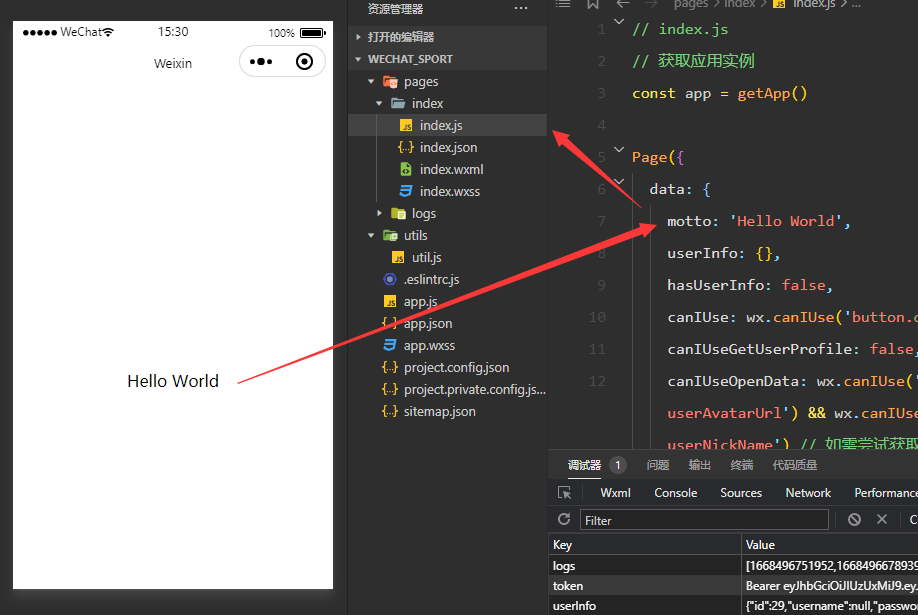 WeChat
15:30
100%
Weixin
Hello World
资源管理器
打开的编辑器
WECHAT_SPORT
pages
index
index.js
index.json
index.wxml
index.wxss
logs
utils
util.js
.eslintrc.js
app.js
app.json
app.wxss
project.config.json
project.private.config.js...
sitemap.json
pages > index > JS index.js > ...
1 // index.js
2 // 获取应用实例
3 const app = getApp()
4
5 Page({
6 data: {
7 motto: 'Hello World',
8 userInfo: {},
9 hasUserInfo: false,
10 canIUse: wx.canIUse('button.
11 canIUseGetUserProfile: false,
12 canIUseOpenData: wx.canIUse('
userAvatarUrl') && wx.canIUse
userNickName') // 如需尝试获取
调试器 1 问题 输出 终端 代码质量
Wxml Console Sources Network Performance
Filter
Key Value
logs [1668496751952,1668496678939
token Bearer eyJhbGciOiJIUzUxMiJ9.ey
userInfo {"id":29,"username":null,"passwo